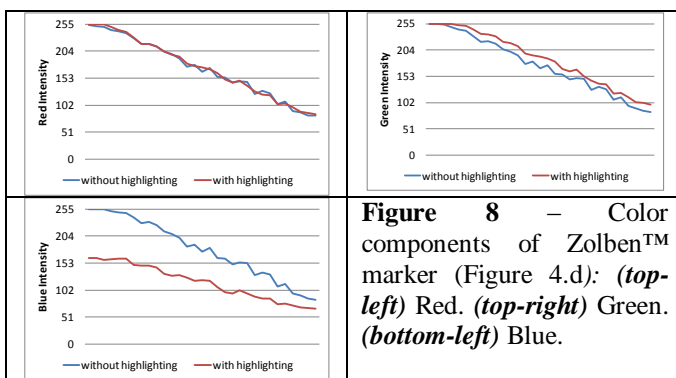 255
204
153
102
51
0
Red Intensity
without highlighting
with highlighting
255
204
153
102
51
0
Green Intensity
without highlighting
with highlighting
255
204
153
102
51
0
Blue Intensity
without highlighting
with highlighting
Figure 8 – Color
components of Zolben™
marker (Figure 4.d): (top-
left) Red. (top-right) Green.
(bottom-left) Blue.